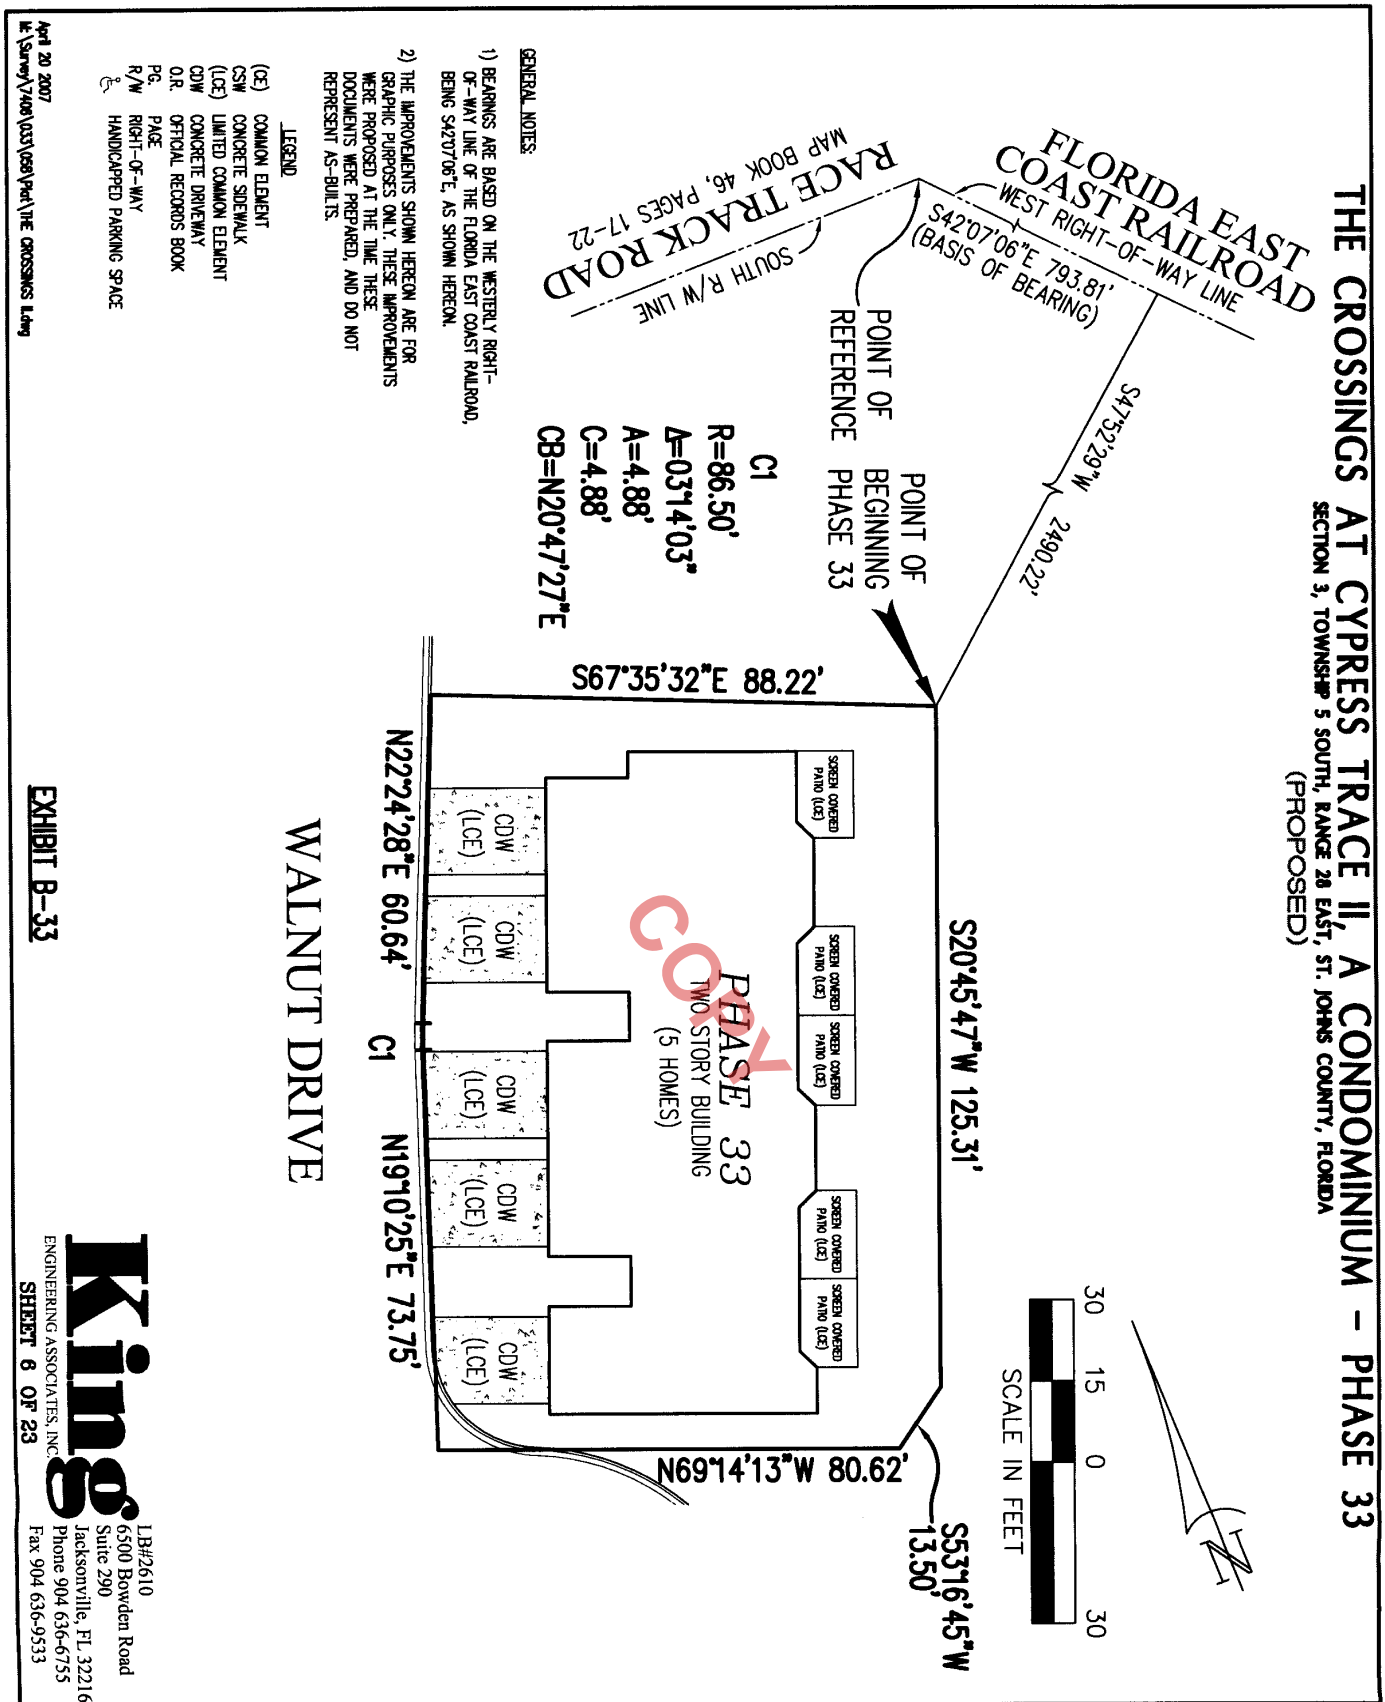 THE CROSSINGS AT CYPRESS TRACE II, A CONDOMINIUM - PHASE 33
SECTION 3, TOWNSHIP 5 SOUTH, RANGE 28 EAST, ST. JOHNS COUNTY, FLORIDA
(PROPOSED)
FLORIDA EAST
COAST RAILROAD
WEST RIGHT-OF-WAY LINE
S42°07'06"E 793.81'
(BASIS OF BEARING)
RACE TRACK ROAD
MAP BOOK 46, PAGES 17-22
SOUTH R/W LINE
S47°52'29"W 2490.22'
POINT OF
REFERENCE
POINT OF
BEGINNING
PHASE 33
C1
R=86.50'
Δ=03°14'03"
A=4.88'
C=4.88'
CB=N20°47'27"E
30 15 0 30
SCALE IN FEET
N
S20°45'47"W 125.31'
S53°16'45"W
13.50'
S67°35'32"E 88.22'
N69°14'13"W 80.62'
SCREEN COVERED
PATIO (LCE)
SCREEN COVERED
PATIO (LCE)
SCREEN COVERED
PATIO (LCE)
SCREEN COVERED
PATIO (LCE)
SCREEN COVERED
PATIO (LCE)
PHASE 33
TWO STORY BUILDING
(5 HOMES)
COPY
CDW
(LCE)
CDW
(LCE)
CDW
(LCE)
CDW
(LCE)
CDW
(LCE)
N22°24'28"E 60.64'
C1
N19°10'25"E 73.75'
WALNUT DRIVE
GENERAL NOTES:
1) BEARINGS ARE BASED ON THE WESTERLY RIGHT-
OF-WAY LINE OF THE FLORIDA EAST COAST RAILROAD,
BEING S42°07'06"E, AS SHOWN HEREON.
2) THE IMPROVEMENTS SHOWN HEREON ARE FOR
GRAPHIC PURPOSES ONLY. THESE IMPROVEMENTS
WERE PROPOSED AT THE TIME THESE
DOCUMENTS WERE PREPARED, AND DO NOT
REPRESENT AS-BUILTS.
LEGEND
(CE) COMMON ELEMENT
CSW CONCRETE SIDEWALK
(LCE) LIMITED COMMON ELEMENT
CDW CONCRETE DRIVEWAY
O.R. OFFICIAL RECORDS BOOK
PG. PAGE
R/W RIGHT-OF-WAY
HANDICAPPED PARKING SPACE
April 20 2007
M:\Survey\7406\033\058\Plat\THE CROSSINGS II.dwg
EXHIBIT B-33
King
ENGINEERING ASSOCIATES, INC.
SHEET 6 OF 23
LB#2610
6500 Bowden Road
Suite 290
Jacksonville, FL 32216
Phone 904 636-6755
Fax 904 636-9533